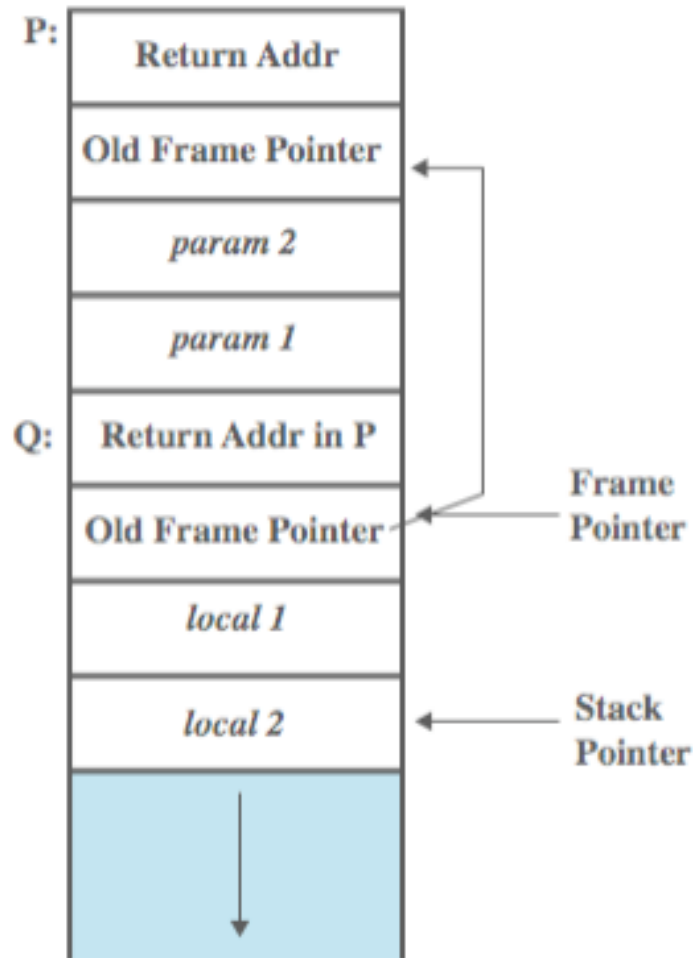 P:
Return Addr
Old Frame Pointer
param 2
param 1
Q:
Return Addr in P
Old Frame Pointer
Frame
Pointer
local 1
local 2
Stack
Pointer